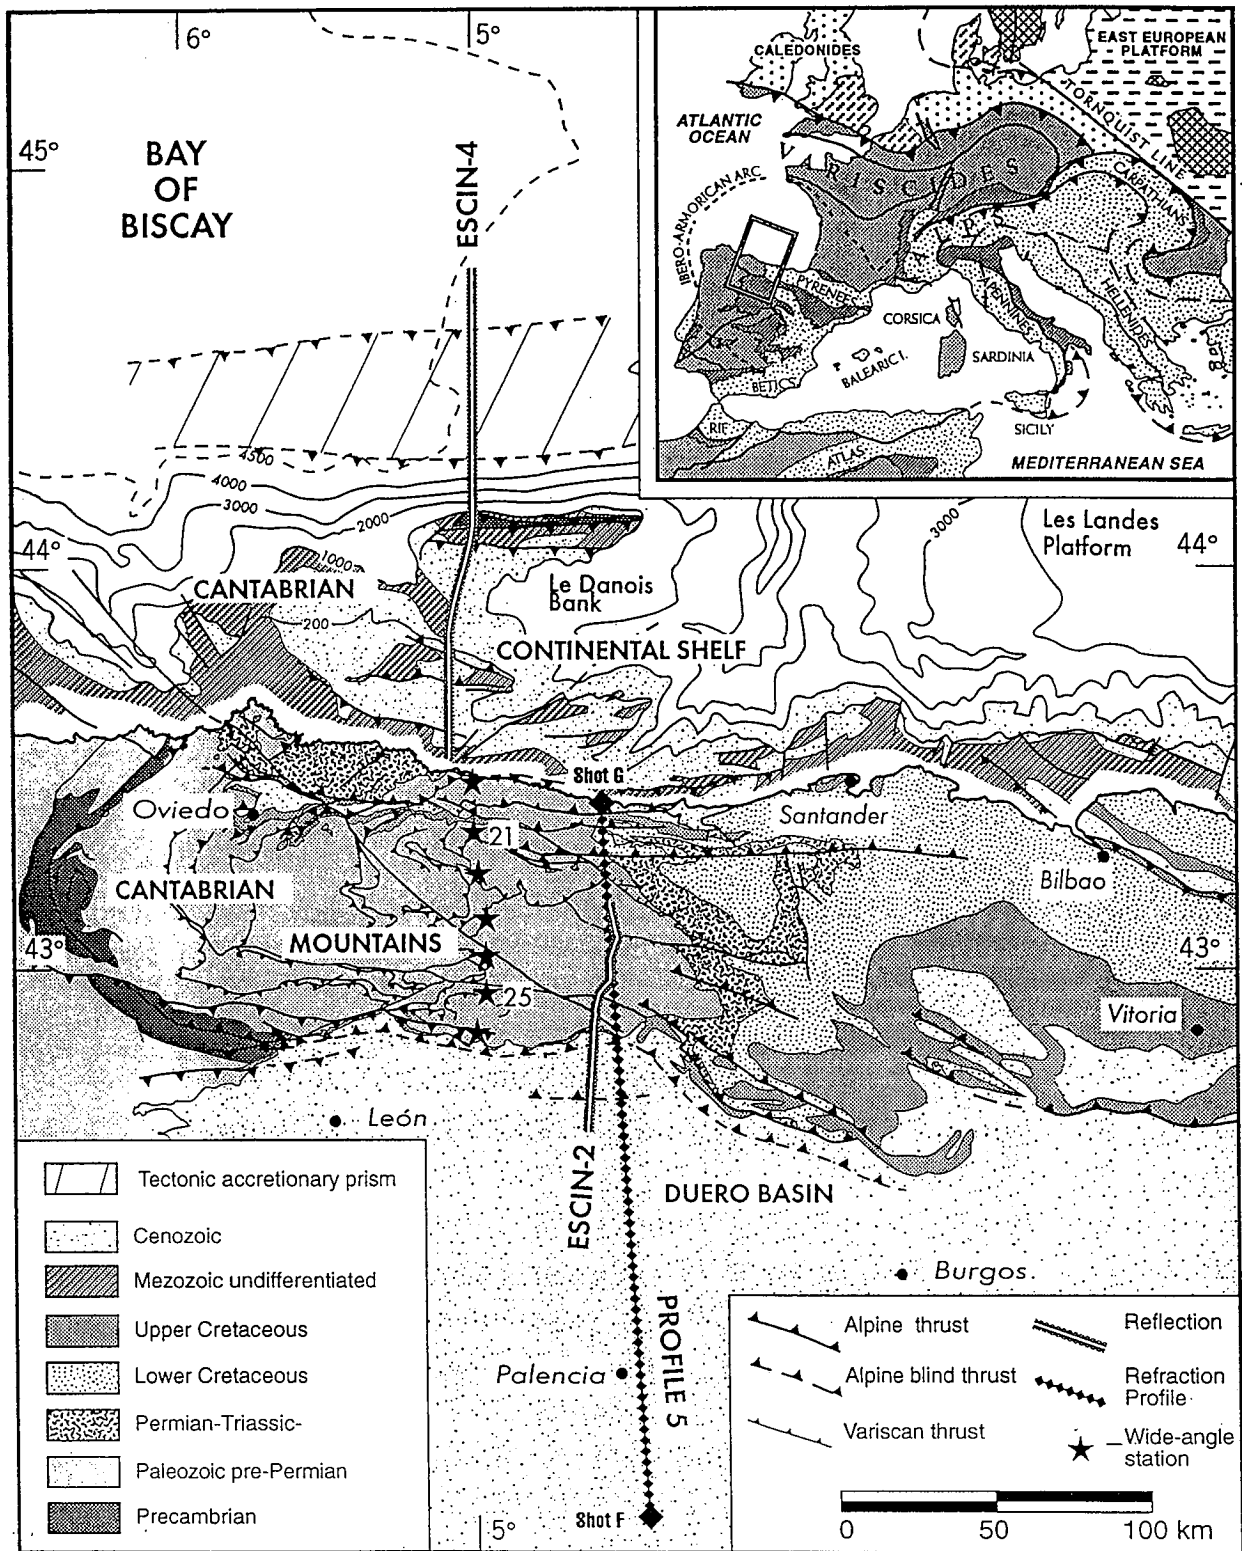 6°
5°
45°
BAY
OF
BISCAY
ESCIN-4
CALEDONIDES
EAST EUROPEAN
PLATFORM
TORNQUIST LINE
ATLANTIC
OCEAN
VARISCIDES
CARPATHIANS
IBERO-ARMORICAN ARC
ALPES
PYRENEES
CORSICA
APENNINES
HELLENIDES
SARDINIA
BALEARIC I.
BETICS
RIF
SICILY
ATLAS
MEDITERRANEAN SEA
4500
4000
3000
2000
1000
200
3000
Les Landes
Platform
44°
44°
CANTABRIAN
Le Danois
Bank
CONTINENTAL SHELF
Shot G
Oviedo
Santander
21
Bilbao
CANTABRIAN
MOUNTAINS
43°
43°
25
Vitoria
León
ESCIN-2
DUERO BASIN
Burgos
PROFILE 5
Palencia
Shot F
5°
Tectonic accretionary prism
Cenozoic
Mezozoic undifferentiated
Upper Cretaceous
Lower Cretaceous
Permian-Triassic-
Paleozoic pre-Permian
Precambrian
Alpine thrust
Alpine blind thrust
Variscan thrust
Reflection
Refraction
Profile
Wide-angle
station
0 50 100 km